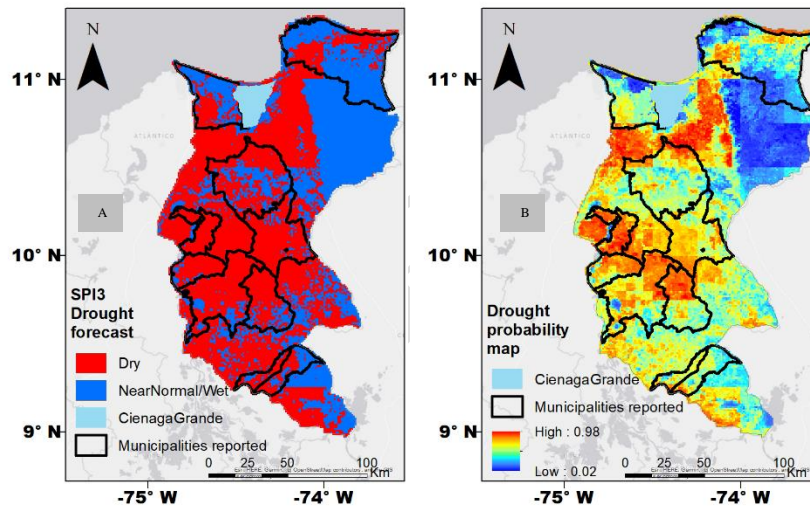 N
11° N
ATLANTICO
A
10° N
SPI3
Drought
forecast
Dry
NearNormal/Wet
CienagaGrande
9° N
Municipalities reported
0 25 50 100
Km
-75° W
-74° W
N
11° N
ATLANTICO
B
10° N
Drought
probability
map
CienagaGrande
Municipalities reported
9° N
High : 0.98
Low : 0.02
0 25 50 100
Km
-75° W
-74° W